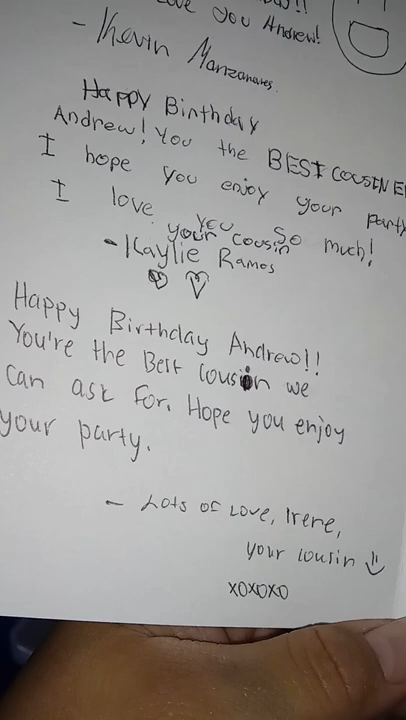 love you Andrew!
- Kevin Manzanares.
Happy Birthday
Andrew! You the BEST COUSIN E
I hope you enjoy your party
I love you so much!
your cousin
- Kaylie Ramos
Happy Birthday Andrew!!
You're the Best Cousin we
can ask for. Hope you enjoy
your party.
- Lots of Love, Irene,
your cousin
XOXOXO